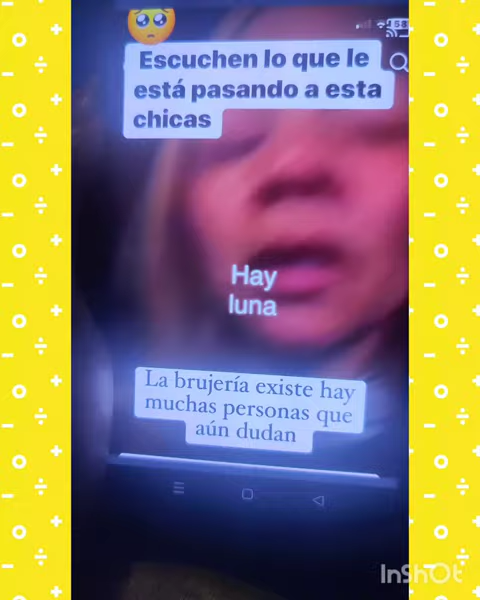 58
Escuchen lo que le
está pasando a esta
chicas
Hay
luna
La brujería existe hay
muchas personas que
aún dudan
InShOt